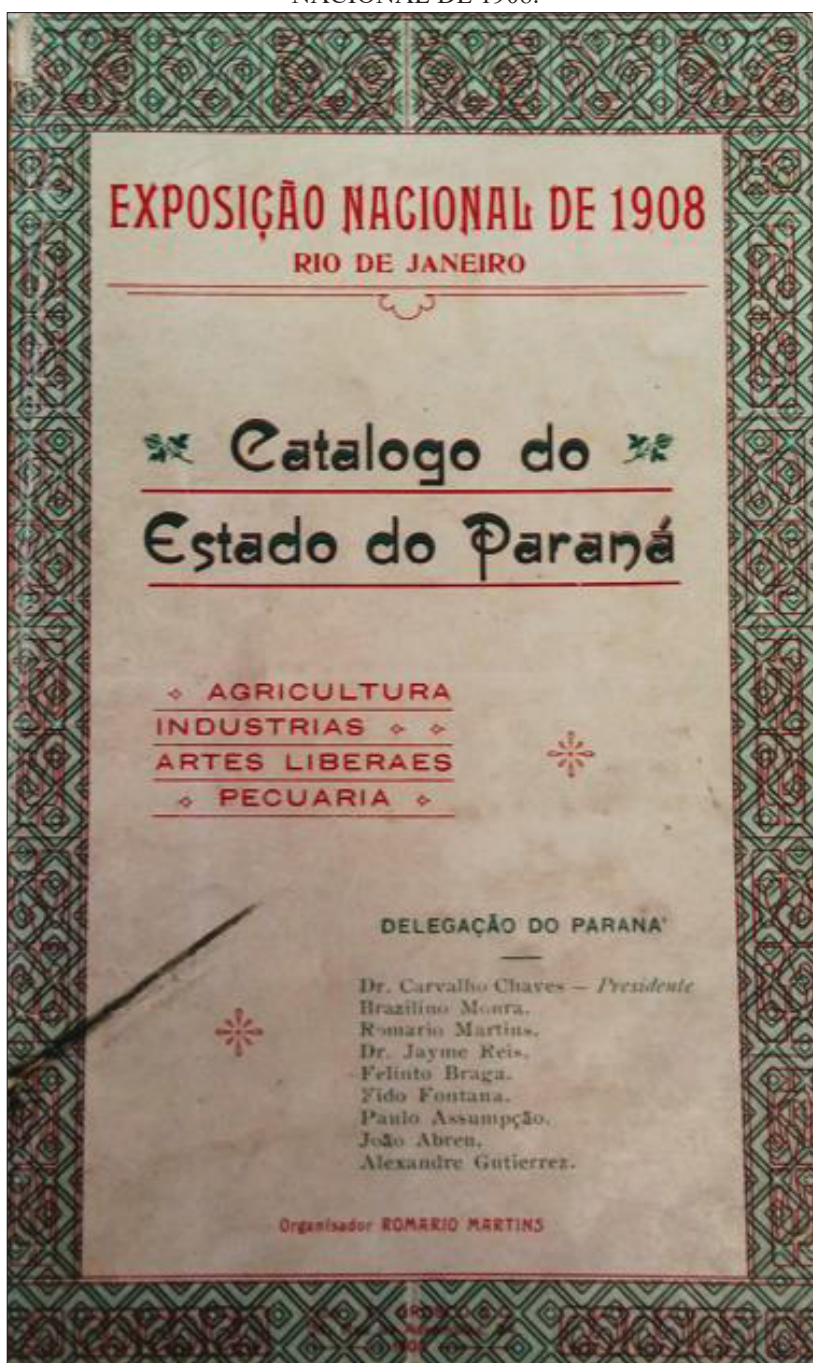 NACIONAL DE 1908.
EXPOSIÇÃO NACIONAL DE 1908
RIO DE JANEIRO
Catalogo do
Estado do Paraná
AGRICULTURA
INDUSTRIAS
ARTES LIBERAES
PECUARIA
DELEGAÇÃO DO PARANA'
Dr. Carvalho Chaves — Presidente
Brazilino Moura.
Romario Martins.
Dr. Jayme Reis.
Felinto Braga.
Fido Fontana.
Paulo Assumpção.
João Abreu.
Alexandre Gutierrez.
Organisador ROMARIO MARTINS